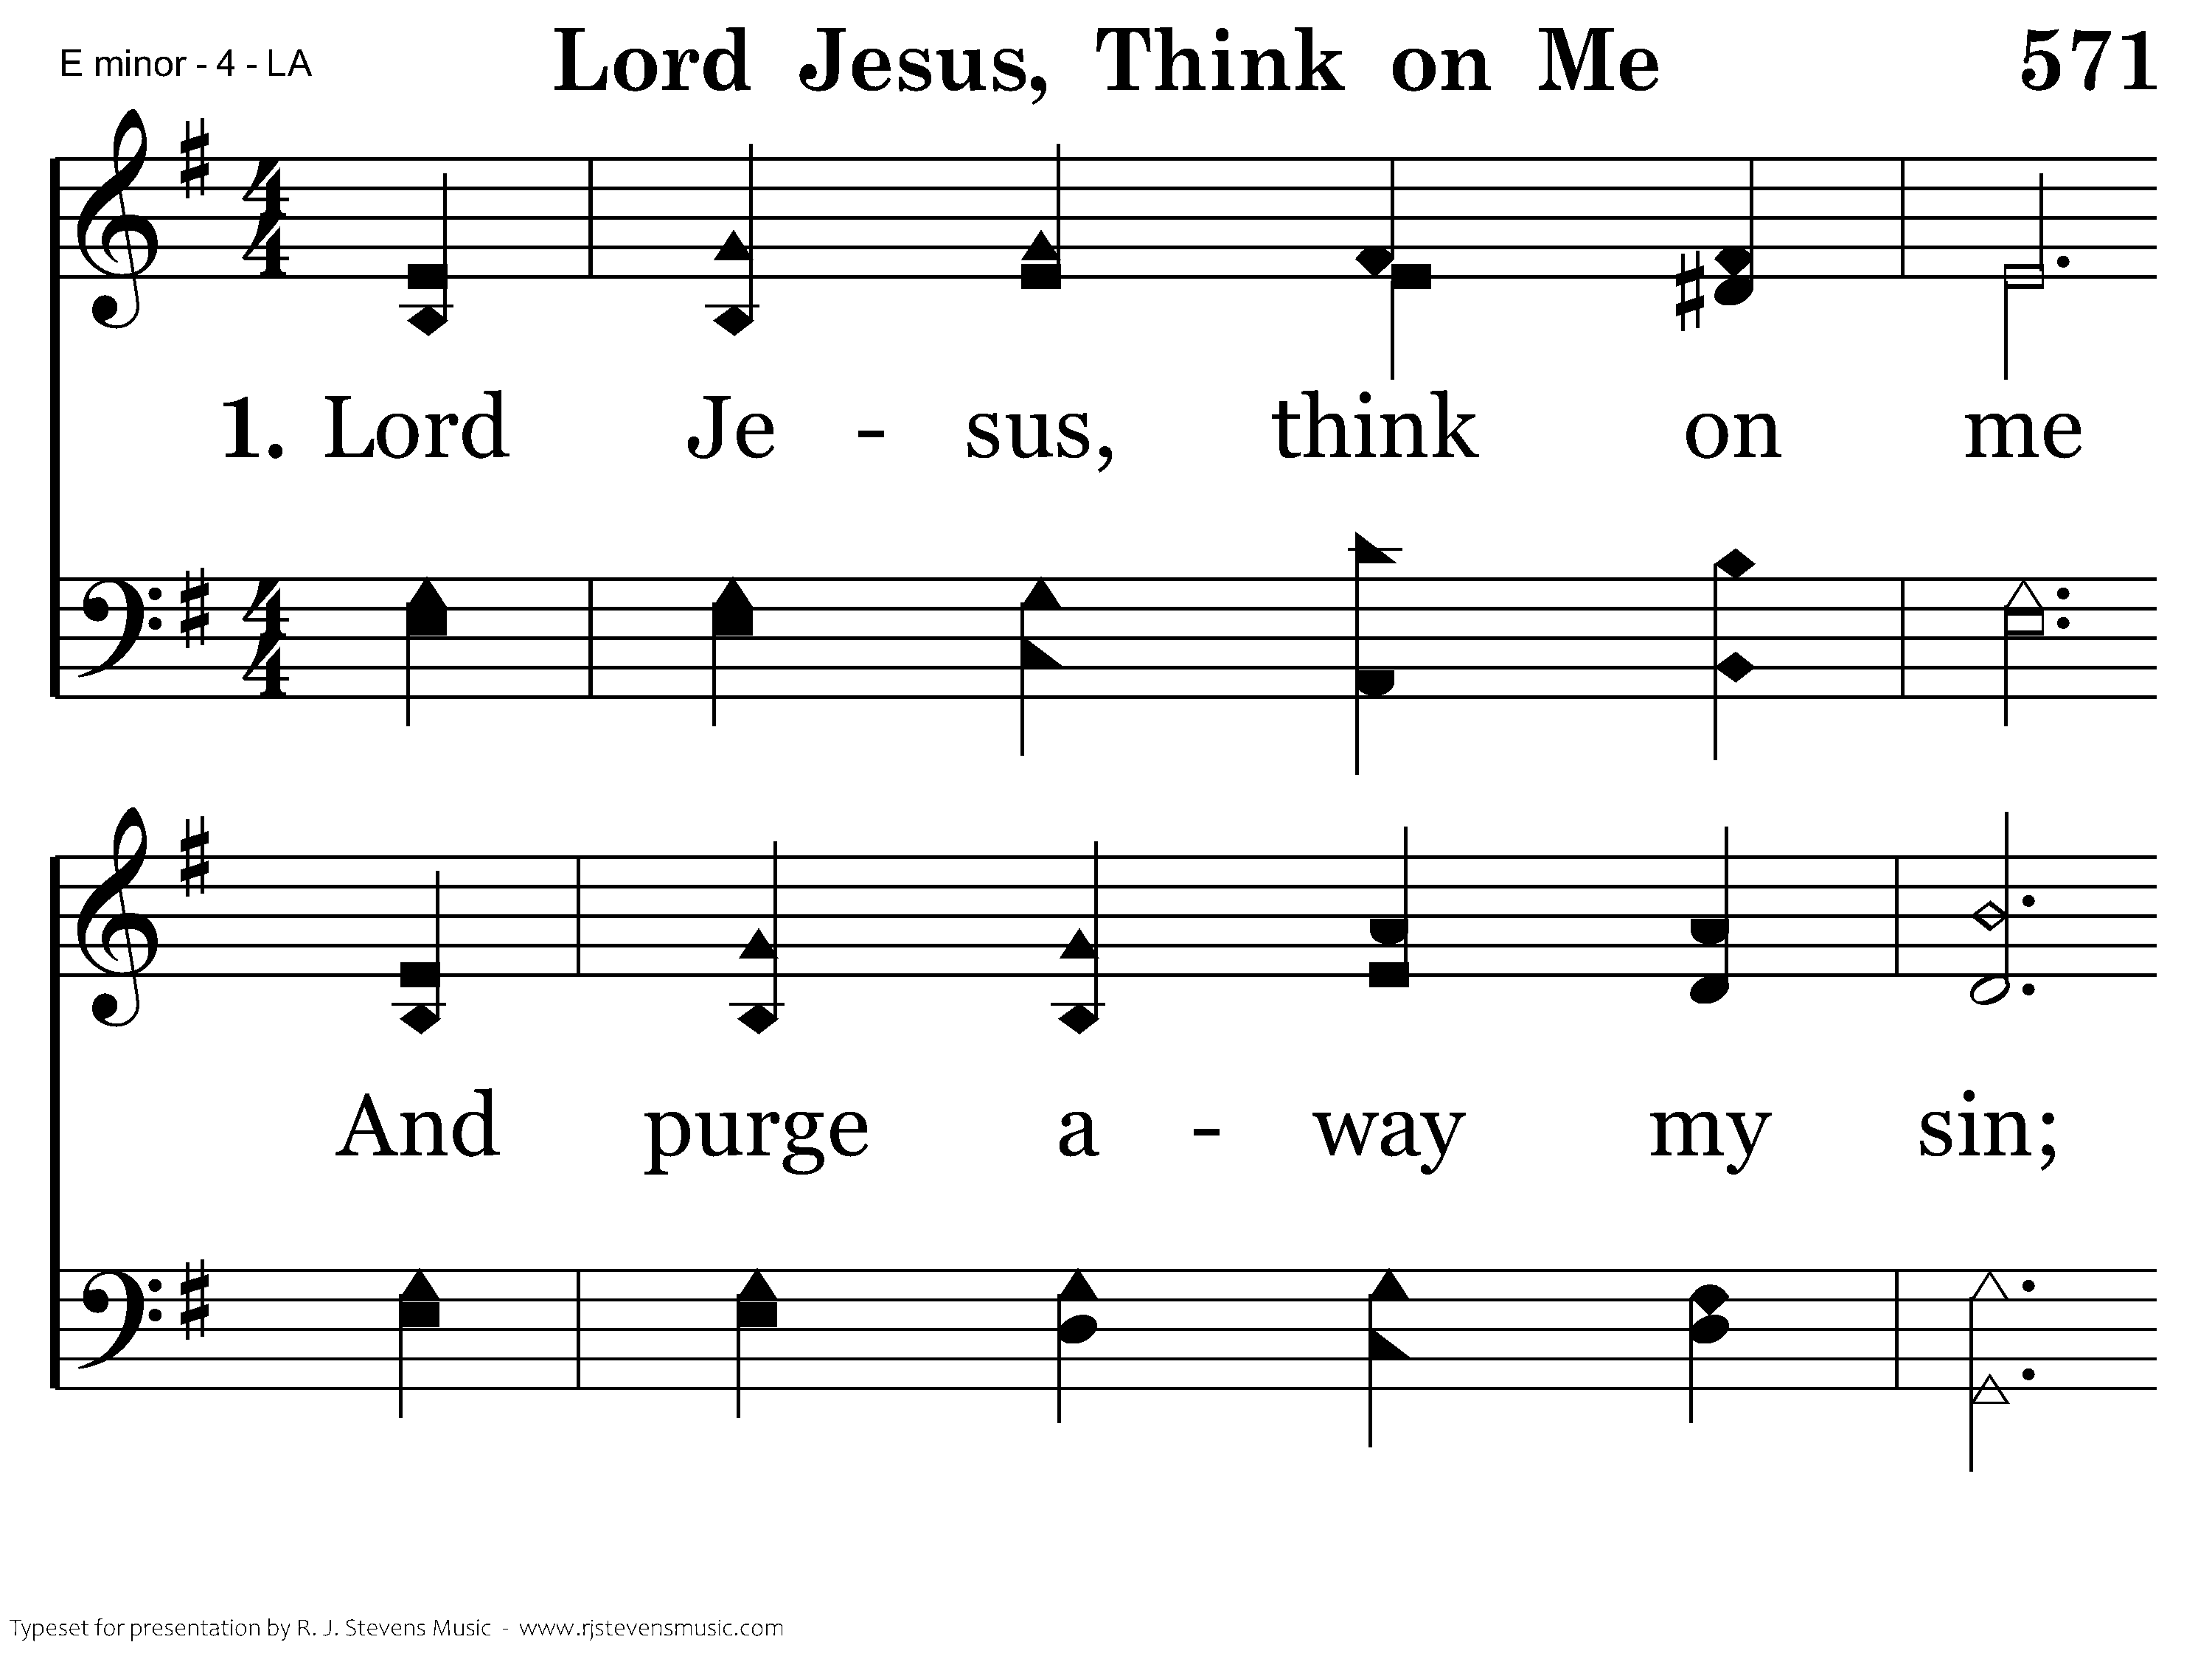 E minor - 4 - LA Lord Jesus, Think on Me 571
1. Lord Je - sus, think on me
And purge a - way my sin;
Typeset for presentation by R. J. Stevens Music - www.rjstevensmusic.com